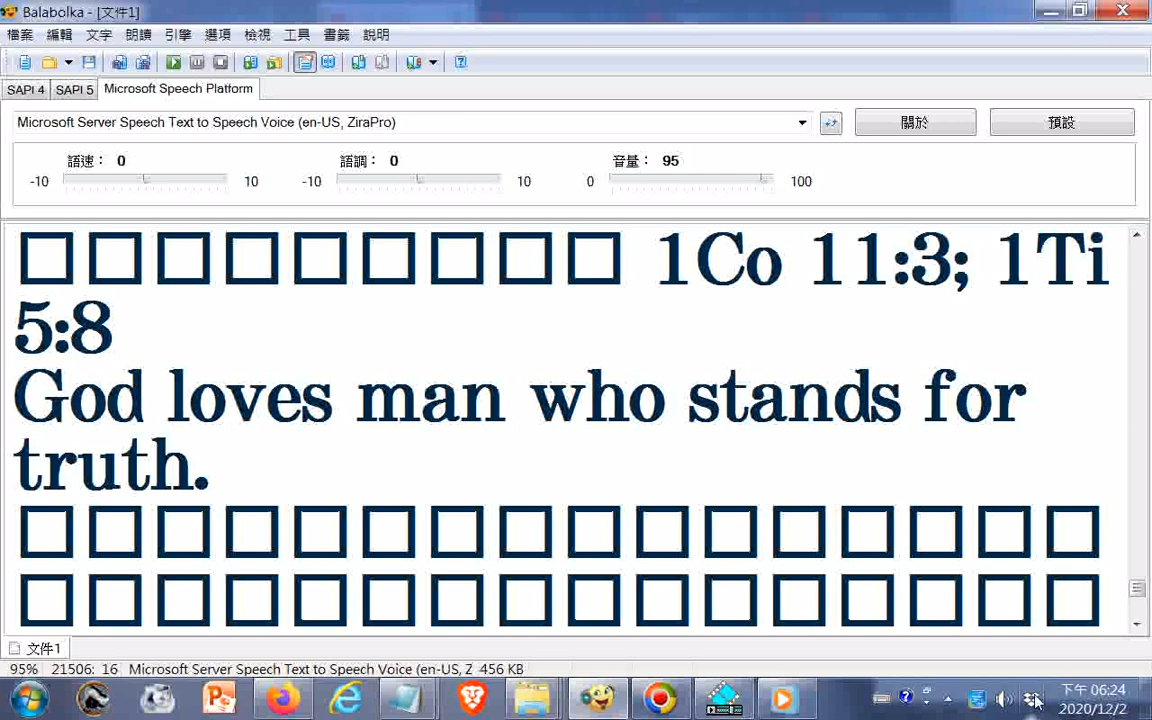 Balabolka - [文件1]
檔案 編輯 文字 朗讀 引擎 選項 檢視 工具 書籤 說明
SAPI 4 SAPI 5 Microsoft Speech Platform
Microsoft Server Speech Text to Speech Voice (en-US, ZiraPro) 關於 預設
語速： 0 語調： 0 音量： 95
-10 10 -10 10 0 100
□□□□□□□□□ 1Co 11:3; 1Ti
5:8
God loves man who stands for
truth.
□□□□□□□□□□□□□□□□
□□□□□□□□□□□□□□□□
文件1
95% 21506: 16 Microsoft Server Speech Text to Speech Voice (en-US, Z 456 KB
下午 06:24
2020/12/2